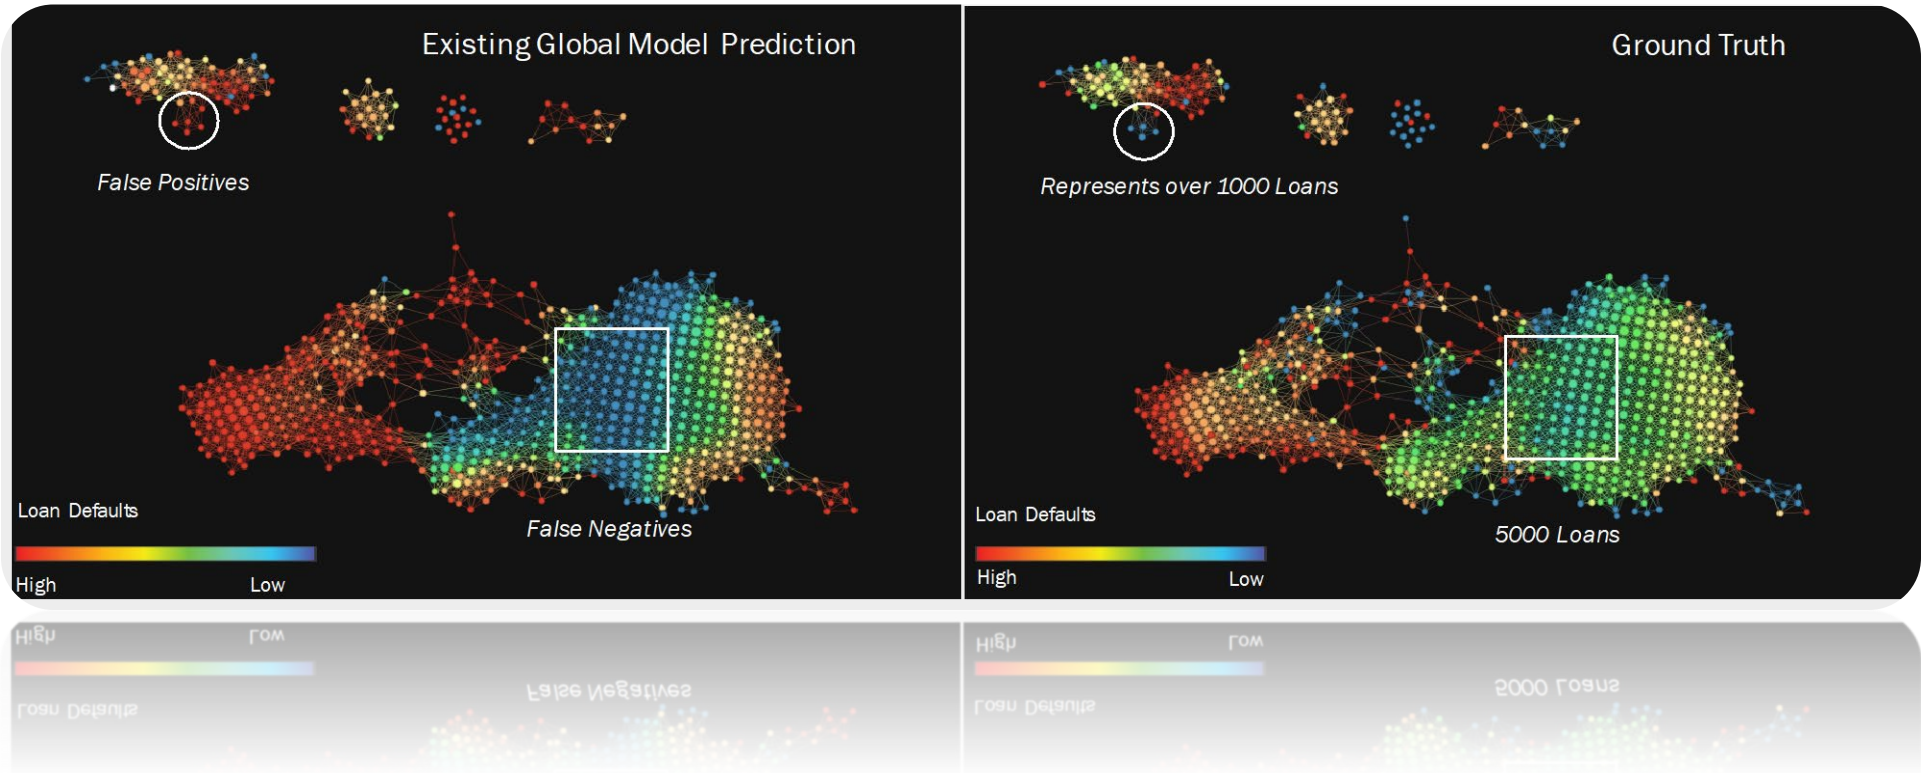 Existing Global Model Prediction
False Positives
False Negatives
Loan Defaults
High Low
Ground Truth
Represents over 1000 Loans
5000 Loans
Loan Defaults
High Low